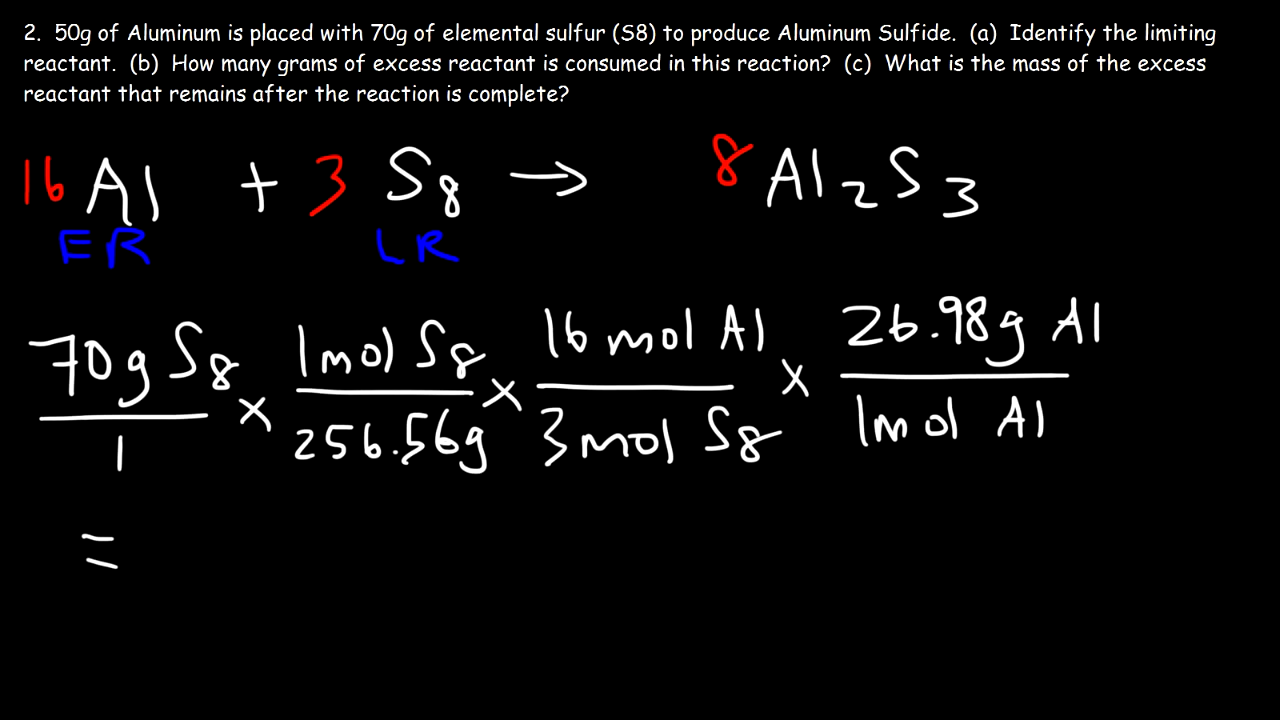 2. 50g of Aluminum is placed with 70g of elemental sulfur (S8) to produce Aluminum Sulfide. (a) Identify the limiting
reactant. (b) How many grams of excess reactant is consumed in this reaction? (c) What is the mass of the excess
reactant that remains after the reaction is complete?
16 Al + 3 S8 → 8 Al2S3
ER LR
70g S8 / 1 × 1mol S8 / 256.56g × 16 mol Al / 3 mol S8 × 26.98g Al / 1mol Al
=